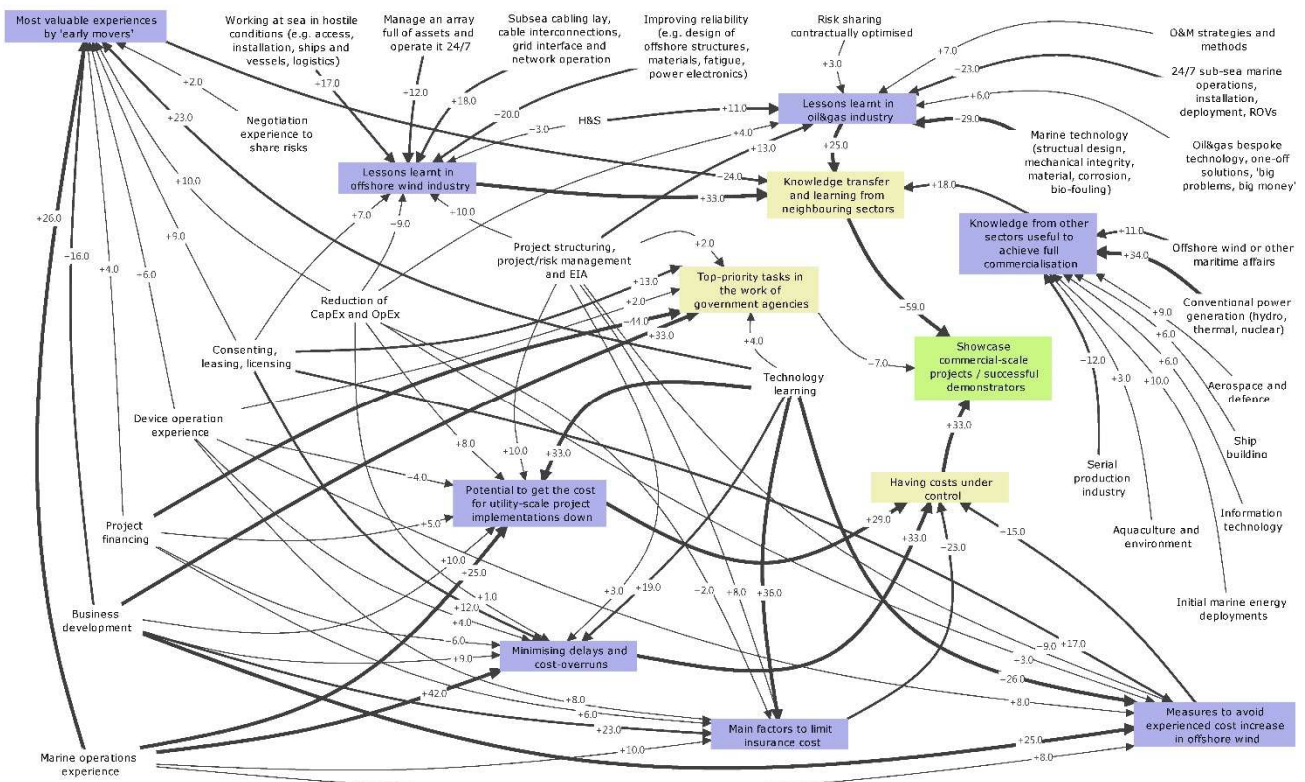 Most valuable experiences
by 'early movers'
Working at sea in hostile
conditions (e.g. access,
installation, ships and
vessels, logistics)
Manage an array
full of assets and
operate it 24/7
Subsea cabling lay,
cable interconnections,
grid interface and
network operation
Improving reliability
(e.g. design of
offshore structures,
materials, fatigue,
power electronics)
Risk sharing
contractually optimised
O&M strategies and
methods
24/7 sub-sea marine
operations,
installation,
deployment, ROVs
Oil&gas bespoke
technology, one-off
solutions, 'big
problems, big money'
Marine technology
(structual design,
mechanical integrity,
material, corrosion,
bio-fouling}
Negotiation
experience to
share risks
H&S
Lessons learnt in
oil&gas industry
Lessons learnt in
offshore wind industry
Knowledge transfer
and learning from
neighbouring sectors
Knowledge from other
sectors useful to
achieve full
commercialisation
Offshore wind or other
maritime affairs
Conventional power
generation (hydro,
thermal, nuclear}
Project structuring,
project/risk management
and EIA
Top-priority tasks in
the work of
government agencies
Reduction of
CapEx and OpEx
Consenting,
leasing, licensing
Technology
learning
Showcase
commercial-scale
projects / successful
demonstrators
Aerospace and
defence
Device operation
experience
Ship
building
Serial
production
industry
Information
technology
Aquaculture and
environment
Initial marine energy
deployments
Potential to get the cost
for utility-scale project
implementations down
Having costs under
control
Project
financing
Business
development
Minimising delays and
cost-overruns
Main factors to limit
insurance cost
Measures to avoid
experienced cost increase
in offshore wind
Marine operations
experience
+2.0
+23.0
+17.0
−12.0
+18.0
−20.0
−3.0
+11.0
+3.0
+7.0
−23.0
+6.0
−29.0
+4.0
+13.0
+25.0
−24.0
+33.0
+18.0
+11.0
+34.0
+10.0
+9.0
+26.0
−16.0
+4.0
−6.0
+7.0
−9.0
+10.0
+2.0
+13.0
+2.0
−44.0
+33.0
+4.0
−59.0
−7.0
+33.0
+9.0
+6.0
+6.0
−12.0
+3.0
+10.0
+8.0
+10.0
+33.0
−4.0
+5.0
+10.0
+25.0
+29.0
+33.0
−23.0
−15.0
+1.0
+12.0
+4.0
−6.0
+9.0
+42.0
+3.0
+19.0
−2.0
+8.0
+36.0
+8.0
+6.0
+23.0
+10.0
−9.0
+17.0
−3.0
−26.0
+8.0
+25.0
+8.0